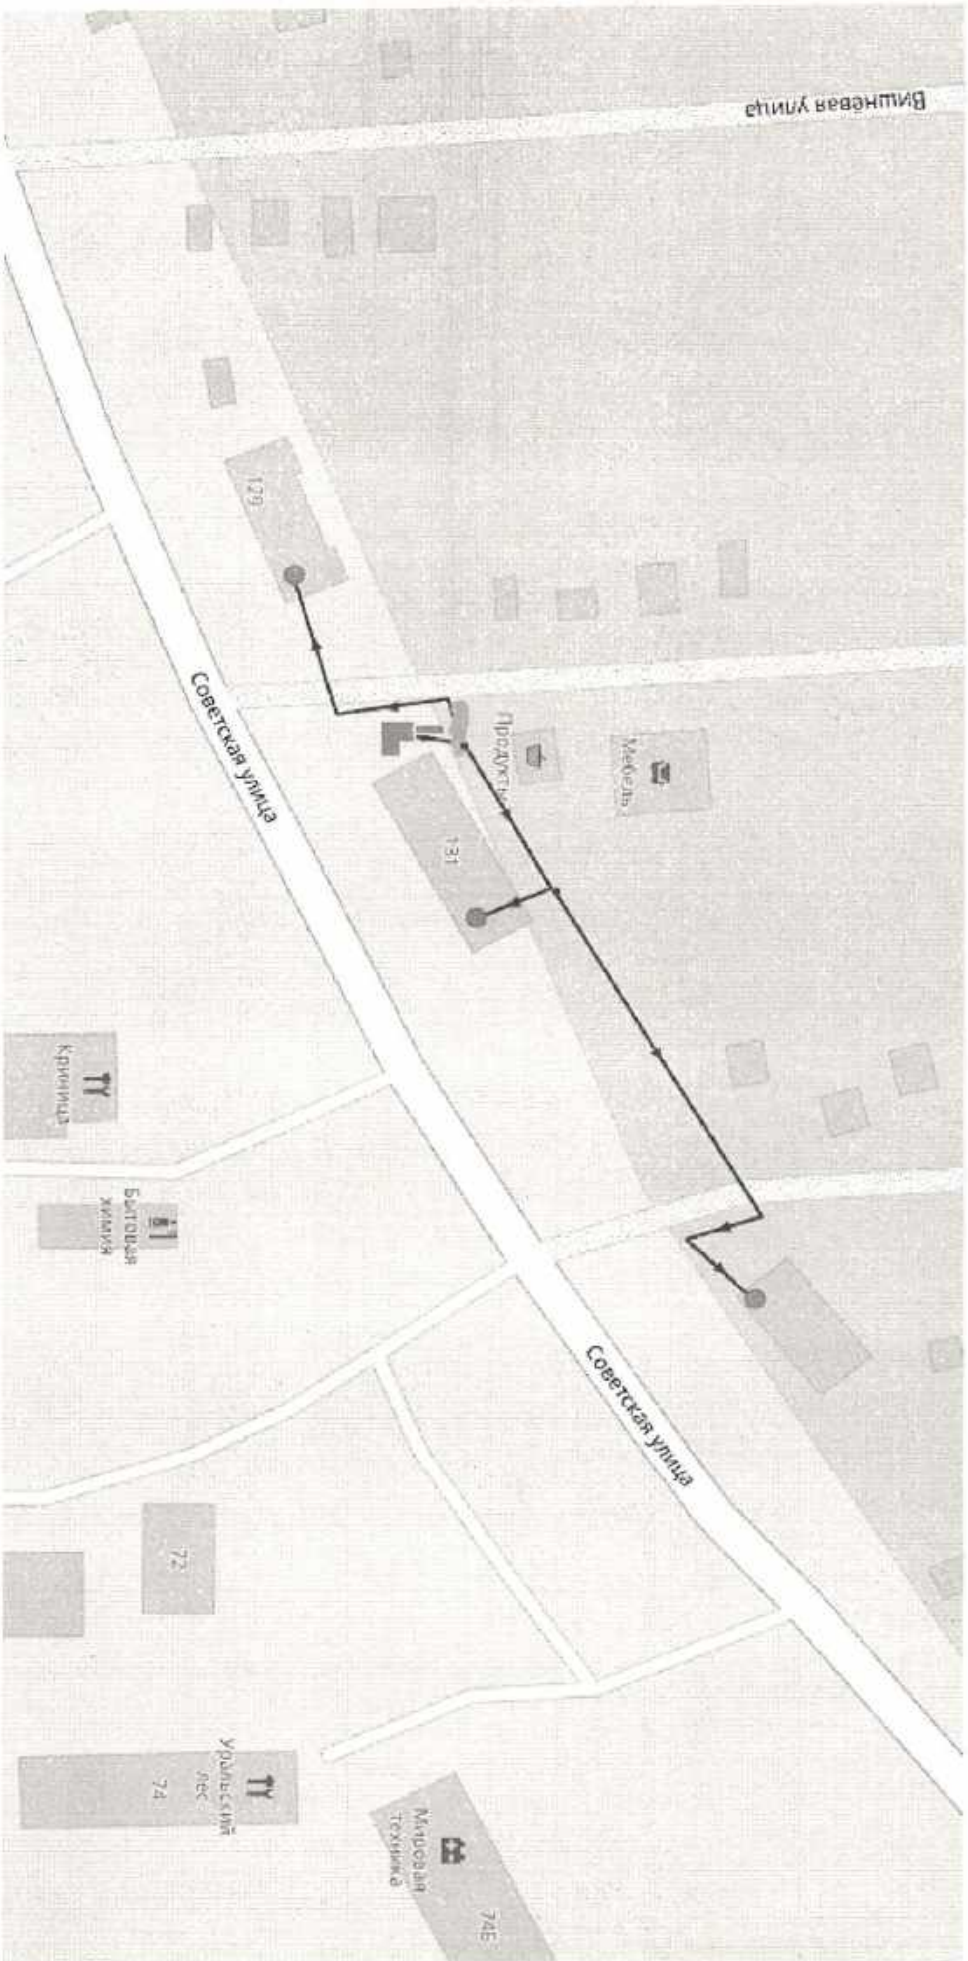 Вишнёвая улица
129
Советская улица
Продукты
Мебель
131
Криница
Бытовая
химия
Советская улица
72
Уральский
лес
74
Мировая
техника
74Б